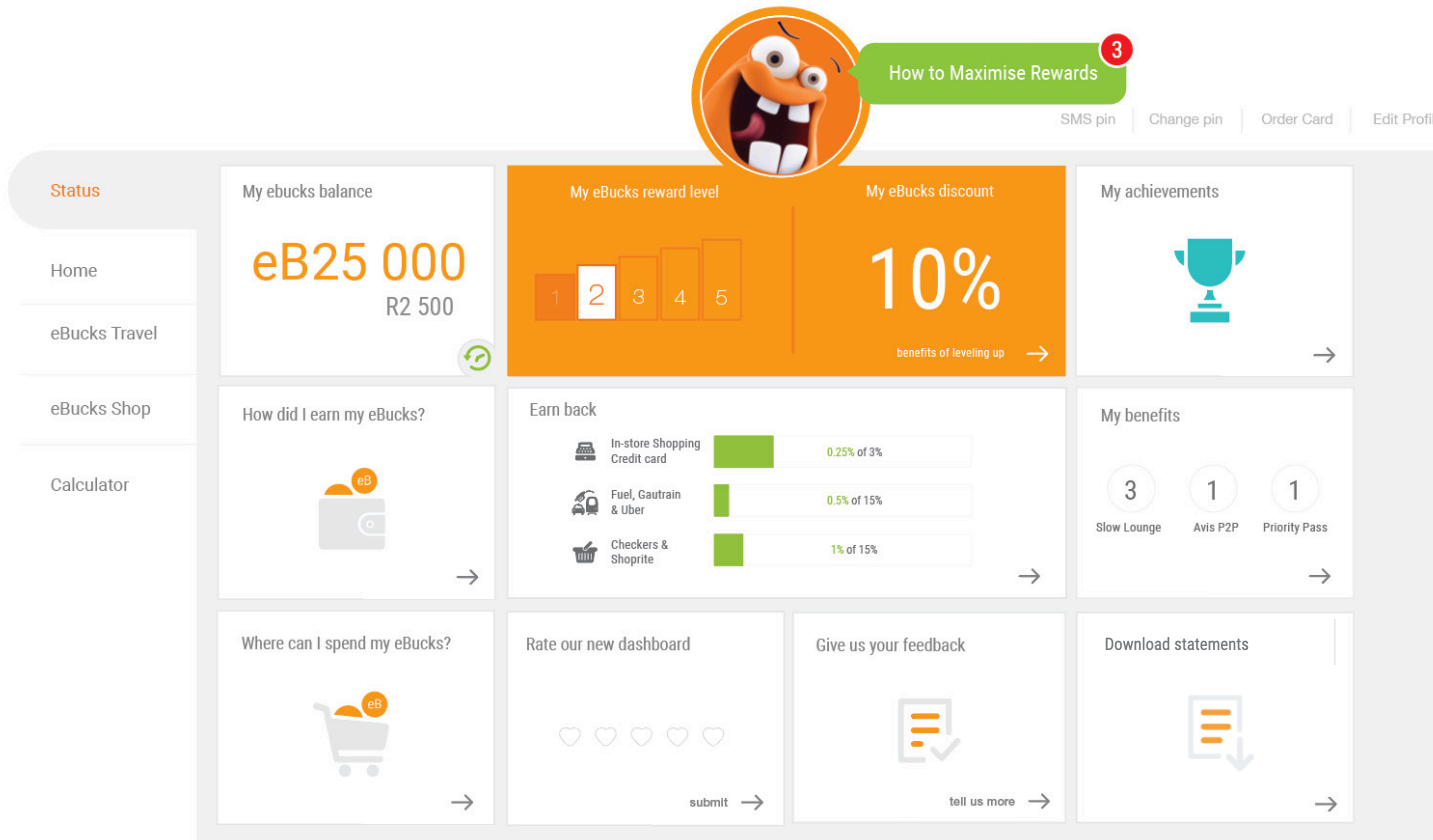 3
How to Maximise Rewards
SMS pin
Change pin
Order Card
Edit Profil
Status
Home
eBucks Travel
eBucks Shop
Calculator
My ebucks balance
eB25 000
R2 500
My eBucks reward level
1 2 3 4 5
My eBucks discount
10%
benefits of leveling up
My achievements
How did I earn my eBucks?
eB
Earn back
In-store Shopping
Credit card
0.25% of 3%
Fuel, Gautrain
& Uber
0.5% of 15%
Checkers &
Shoprite
1% of 15%
My benefits
3
Slow Lounge
1
Avis P2P
1
Priority Pass
Where can I spend my eBucks?
eB
Rate our new dashboard
submit
Give us your feedback
tell us more
Download statements